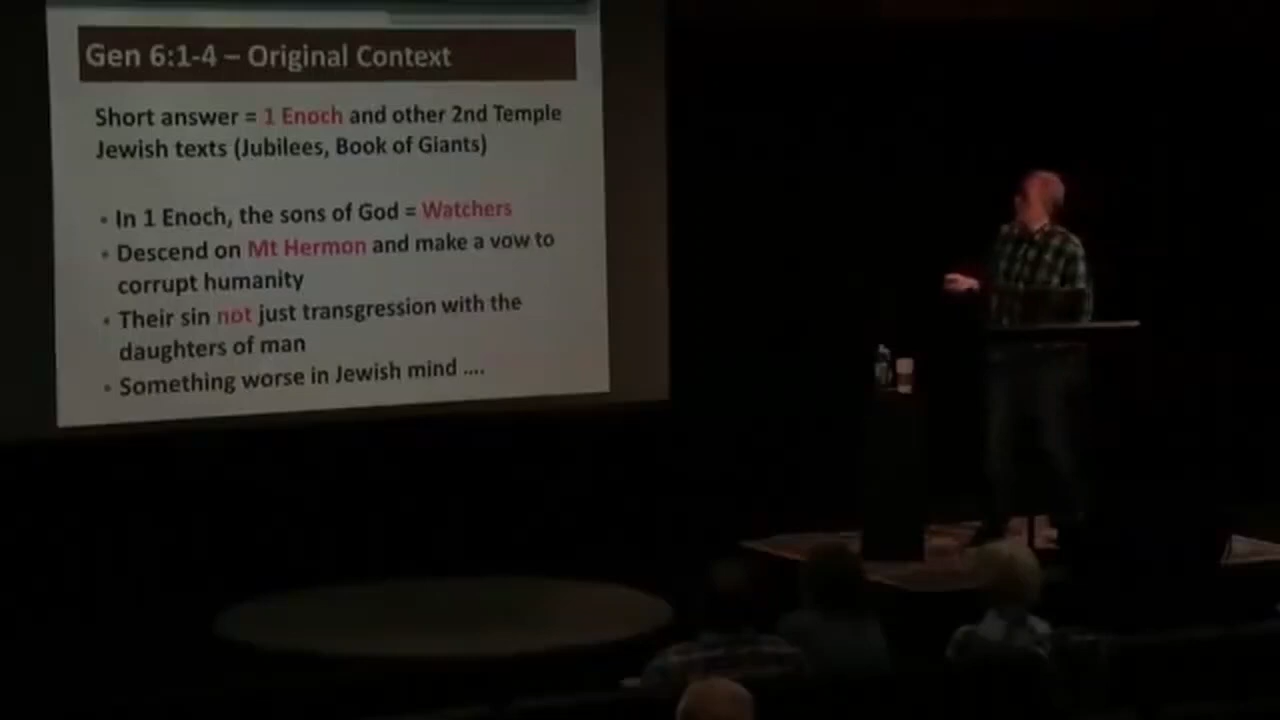 Gen 6:1-4 – Original Context
Short answer = 1 Enoch and other 2nd Temple
Jewish texts (Jubilees, Book of Giants)
• In 1 Enoch, the sons of God = Watchers
• Descend on Mt Hermon and make a vow to
corrupt humanity
• Their sin not just transgression with the
daughters of man
• Something worse in Jewish mind ....